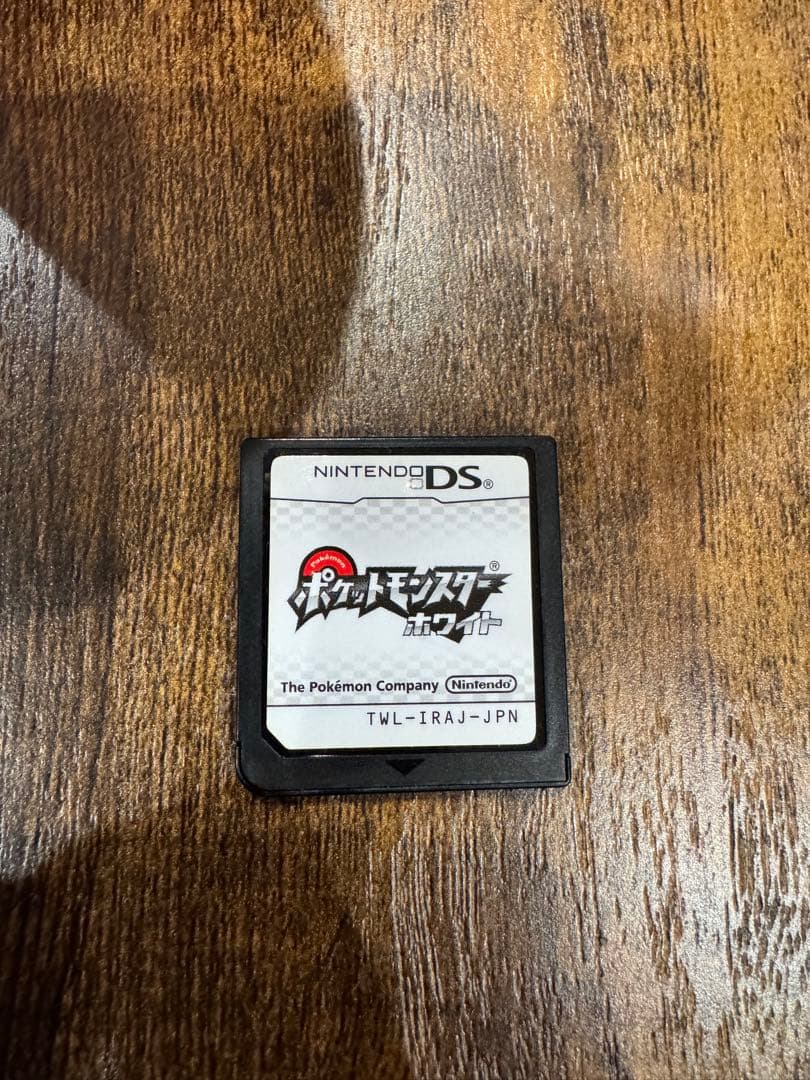 NINTENDO DS®
Pokémon
ポケットモンスター®
ホワイト
The Pokémon Company Nintendo®
TWL-IRAJ-JPN